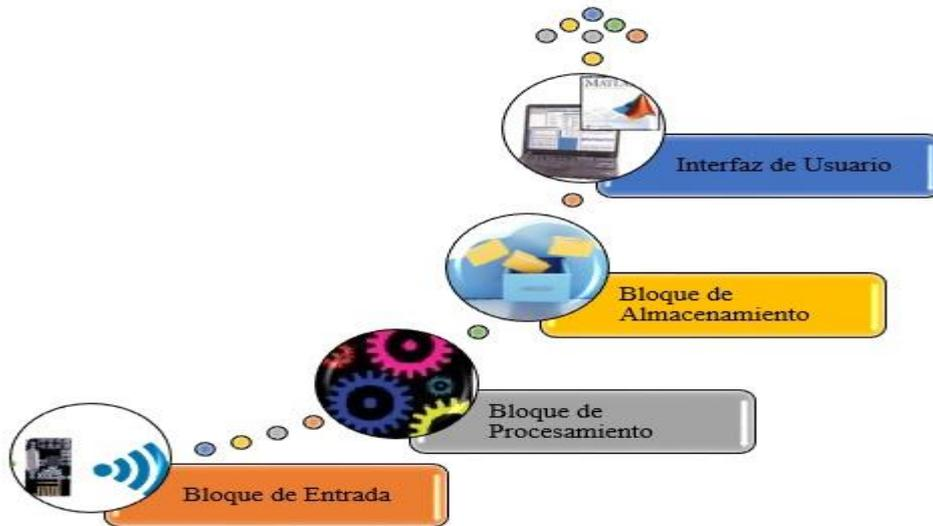 Interfaz de Usuario
Bloque de
Almacenamiento
Bloque de
Procesamiento
Bloque de Entrada